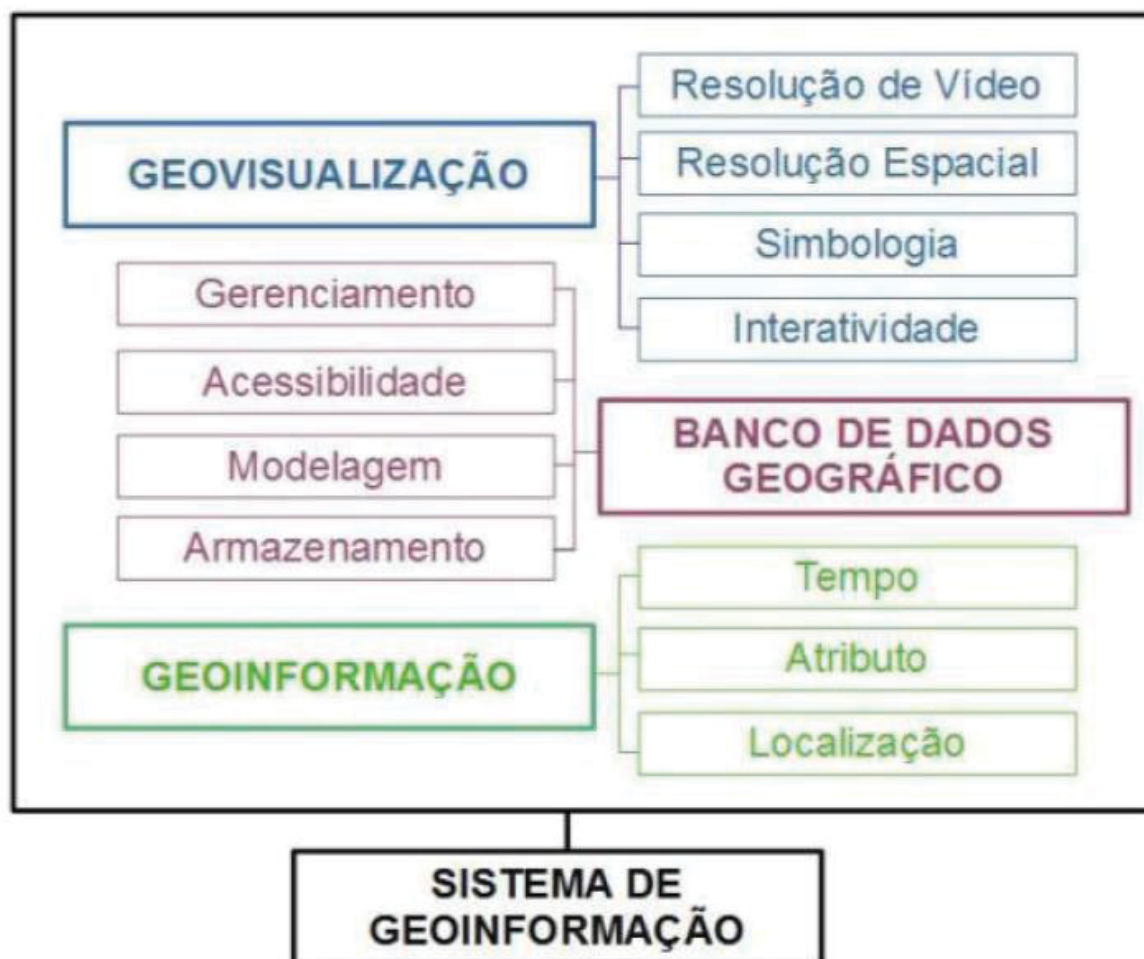 GEOVISUALIZAÇÃO
Resolução de Vídeo
Resolução Espacial
Simbologia
Interatividade
Gerenciamento
Acessibilidade
Modelagem
Armazenamento
BANCO DE DADOS
GEOGRÁFICO
GEOINFORMAÇÃO
Tempo
Atributo
Localização
SISTEMA DE
GEOINFORMAÇÃO